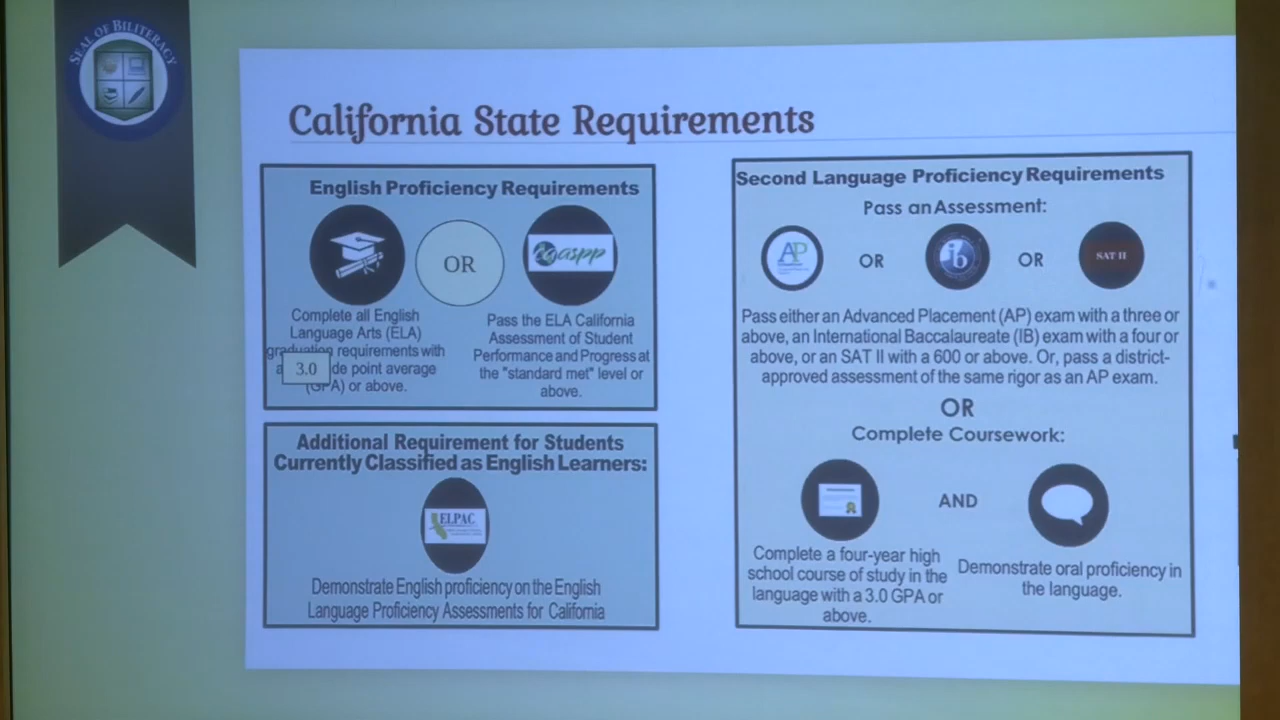 SEAL OF BILITERACY
California State Requirements
English Proficiency Requirements
OR
caaspp
Complete all English
Language Arts (ELA)
graduation requirements with
a 3.0 de point average
(GPA) or above.
Pass the ELA California
Assessment of Student
Performance and Progress at
the "standard met" level or
above.
Additional Requirement for Students
Currently Classified as English Learners:
ELPAC
Demonstrate English proficiency on the English
Language Proficiency Assessments for California
Second Language Proficiency Requirements
Pass an Assessment:
AP
OR
ib
OR
SAT II
Pass either an Advanced Placement (AP) exam with a three or
above, an International Baccalaureate (IB) exam with a four or
above, or an SAT II with a 600 or above. Or, pass a district-
approved assessment of the same rigor as an AP exam.
OR
Complete Coursework:
AND
Complete a four-year high
school course of study in the
language with a 3.0 GPA or
above.
Demonstrate oral proficiency in
the language.